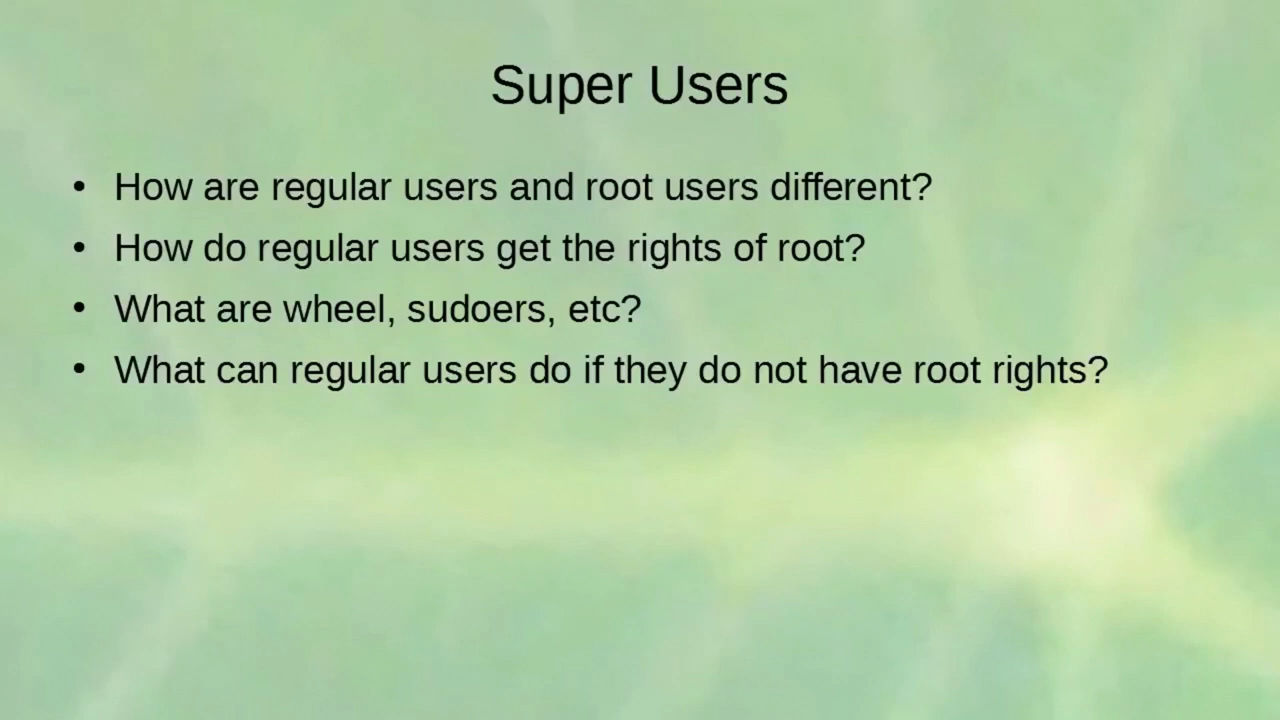 Super Users
• How are regular users and root users different?
• How do regular users get the rights of root?
• What are wheel, sudoers, etc?
• What can regular users do if they do not have root rights?